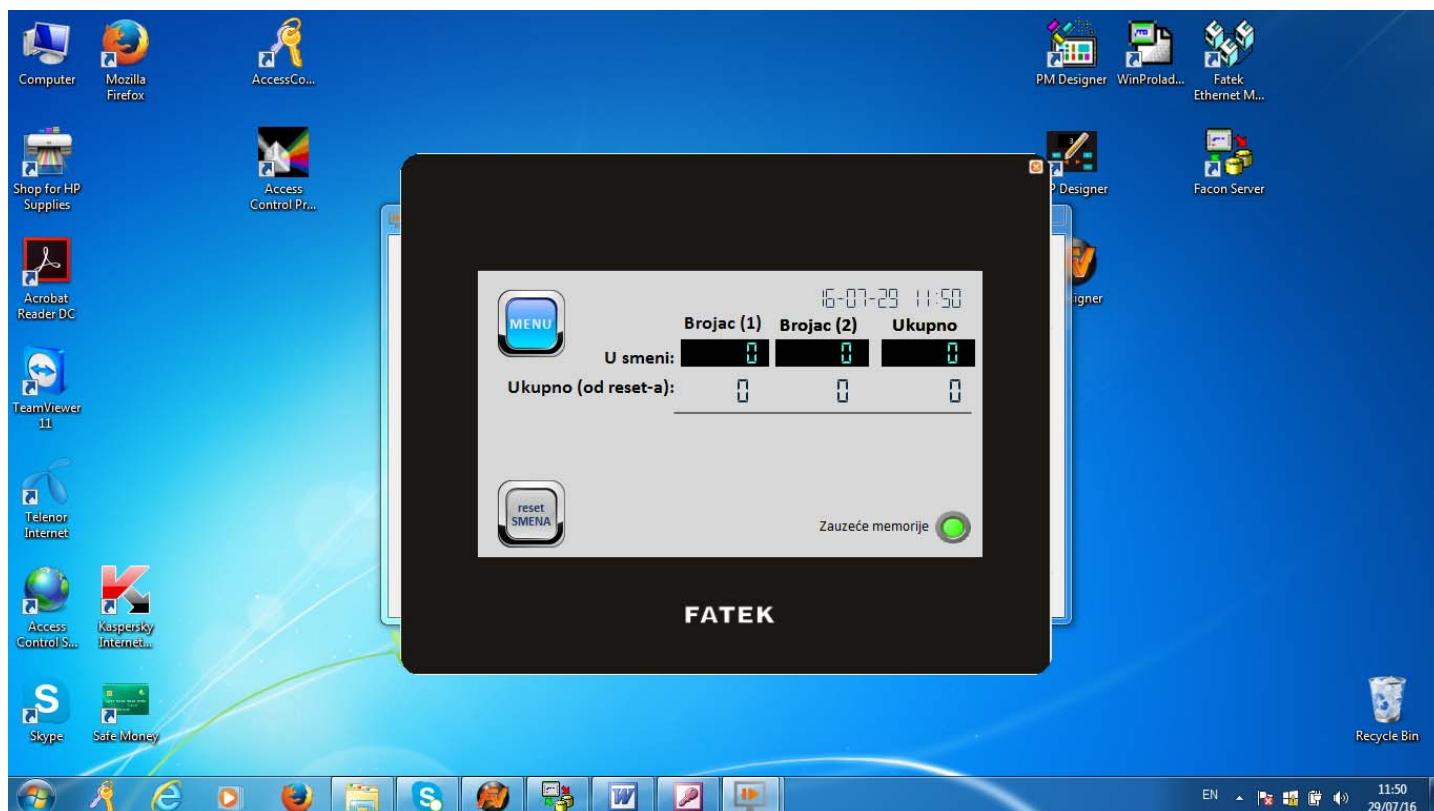 Computer
Mozilla
Firefox
AccessCo...
PM Designer
WinProlad...
Fatek
Ethernet M...
Shop for HP
Supplies
Access
Control Pr...
P Designer
Facon Server
Acrobat
Reader DC
igner
16-07-29 11:50
MENU
Brojac (1) Brojac (2) Ukupno
U smeni: 0 0 0
Ukupno (od reset-a): 0 0 0
TeamViewer
11
Telenor
Internet
reset
SMENA
Zauzeće memorije
Access
Control S...
Kaspersky
Internet...
FATEK
Skype
Safe Money
Recycle Bin
EN
11:50
29/07/16